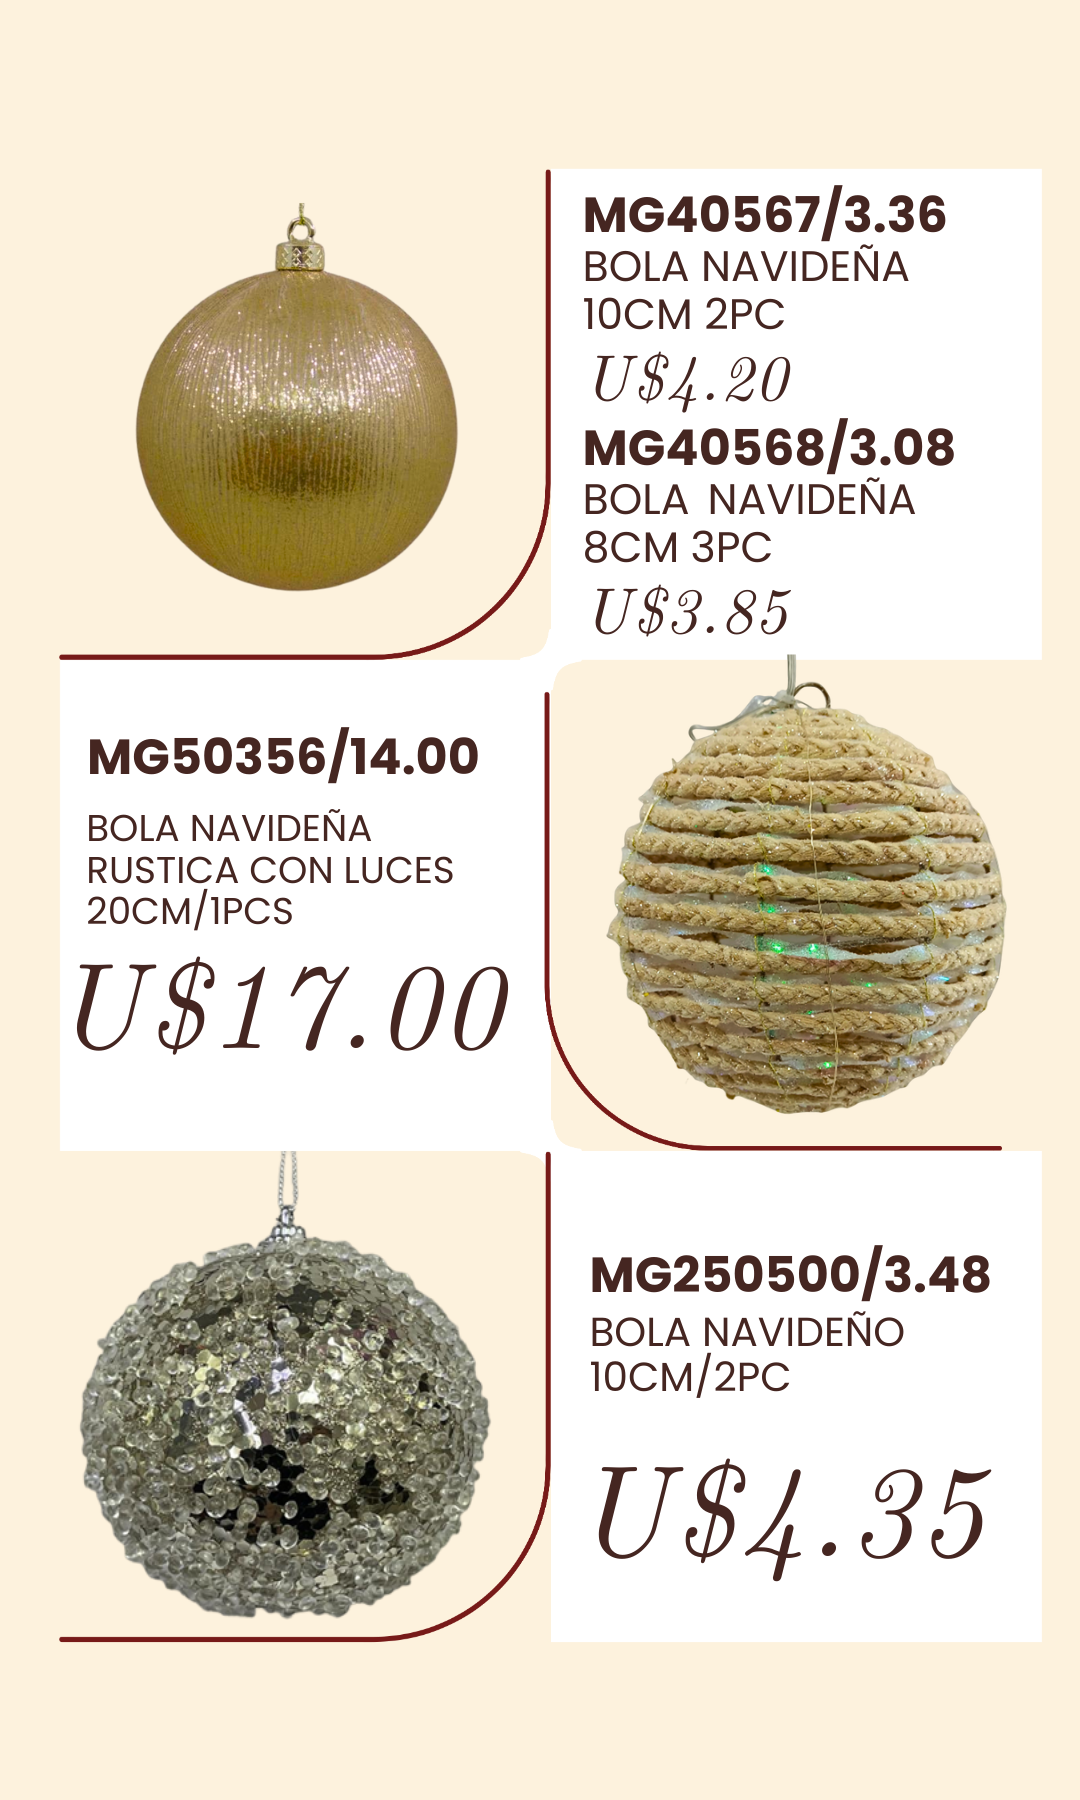 MG40567/3.36
BOLA NAVIDEÑA
10CM 2PC
U$4.20
MG40568/3.08
BOLA NAVIDEÑA
8CM 3PC
U$3.85
MG50356/14.00
BOLA NAVIDEÑA
RUSTICA CON LUCES
20CM/1PCS
U$17.00
MG250500/3.48
BOLA NAVIDEÑO
10CM/2PC
U$4.35